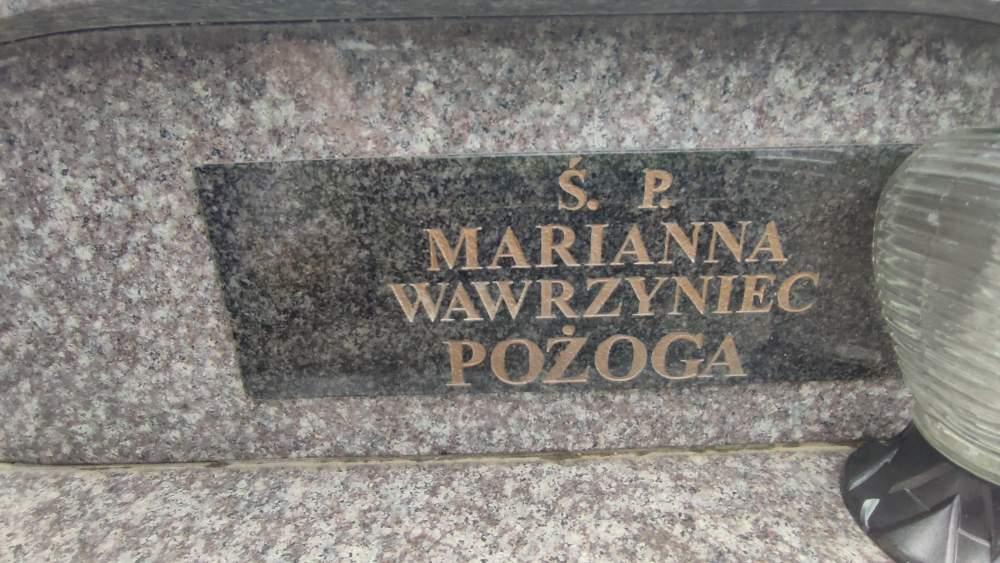 Ś. P.
MARIANNA
WAWRZYNIEC
POŻOGA